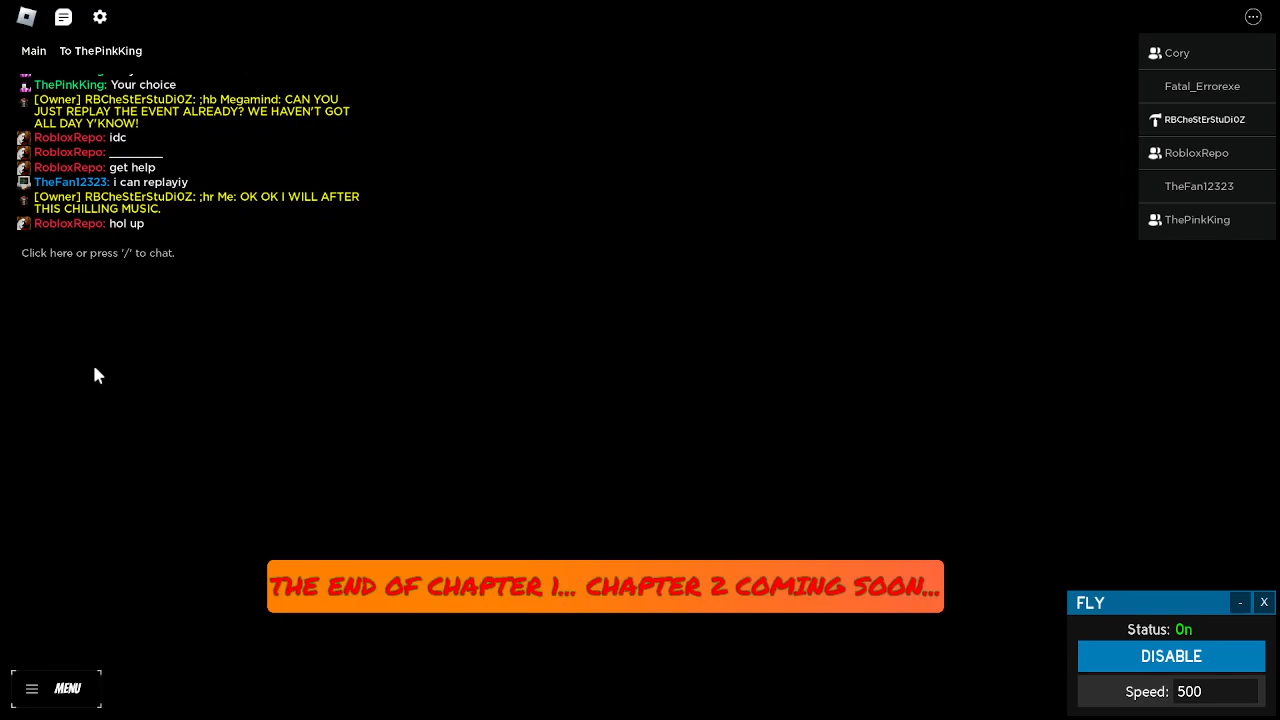 Main To ThePinkKing
ThePinkKing: Your choice
[Owner] RBCheStErStuDi0Z: ;hb Megamind: CAN YOU
JUST REPLAY THE EVENT ALREADY? WE HAVEN'T GOT
ALL DAY Y'KNOW!
RobloxRepo: idc
RobloxRepo: ________
RobloxRepo: get help
TheFan12323: i can replayiy
[Owner] RBCheStErStuDi0Z: ;hr Me: OK OK I WILL AFTER
THIS CHILLING MUSIC.
RobloxRepo: hol up
Click here or press '/' to chat.
Cory
Fatal_Errorexe
RBCheStErStuDi0Z
RobloxRepo
TheFan12323
ThePinkKing
THE END OF CHAPTER 1... CHAPTER 2 COMING SOON...
MENU
FLY - X
Status: On
DISABLE
Speed: 500